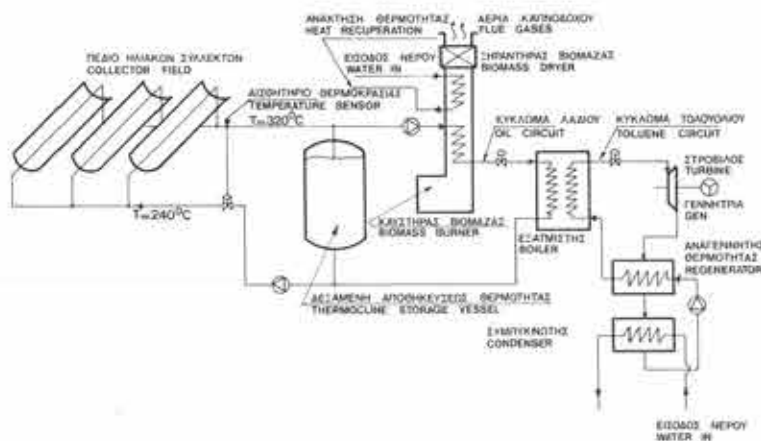 ΑΝΑΚΤΗΣΗ ΘΕΡΜΟΤΗΤΑΣ
HEAT RECUPERATION
ΑΕΡΙΑ ΚΑΠΝΟΔΟΧΟΥ
FLUE GASES
ΠΕΔΙΟ ΗΛΙΑΚΩΝ ΣΥΛΛΕΚΤΩΝ
COLLECTOR FIELD
ΕΙΣΟΔΟΣ ΝΕΡΟΥ
WATER IN
ΞΗΡΑΝΤΗΡΑΣ ΒΙΟΜΑΖΑΣ
BIOMASS DRYER
ΑΙΣΘΗΤΗΡΙΟ ΘΕΡΜΟΚΡΑΣΙΑΣ
TEMPERATURE SENSOR
320°C
ΚΥΚΛΩΜΑ ΛΑΔΙΟΥ
OIL CIRCUIT
ΚΥΚΛΩΜΑ ΤΟΛΟΥΟΛΙΟΥ
TOLUENE CIRCUIT
ΣΤΡΟΒΙΛΟΣ
TURBINE
ΓΕΝΝΗΤΡΙΑ
GEN
240°C
ΚΑΥΣΤΗΡΑΣ ΒΙΟΜΑΖΑΣ
BIOMASS BURNER
ΕΞΑΤΜΙΣΤΗΣ
BOILER
ΑΝΑΓΕΝΝΗΤΗΣ
ΘΕΡΜΟΤΗΤΑΣ
REGENERATOR
ΔΕΞΑΜΕΝΗ ΑΠΟΘΗΚΕΥΣΕΩΣ ΘΕΡΜΟΤΗΤΑΣ
THERMOCLINE STORAGE VESSEL
ΣΥΜΠΥΚΝΩΤΗΣ
CONDENSER
ΕΙΣΟΔΟΣ ΝΕΡΟΥ
WATER IN